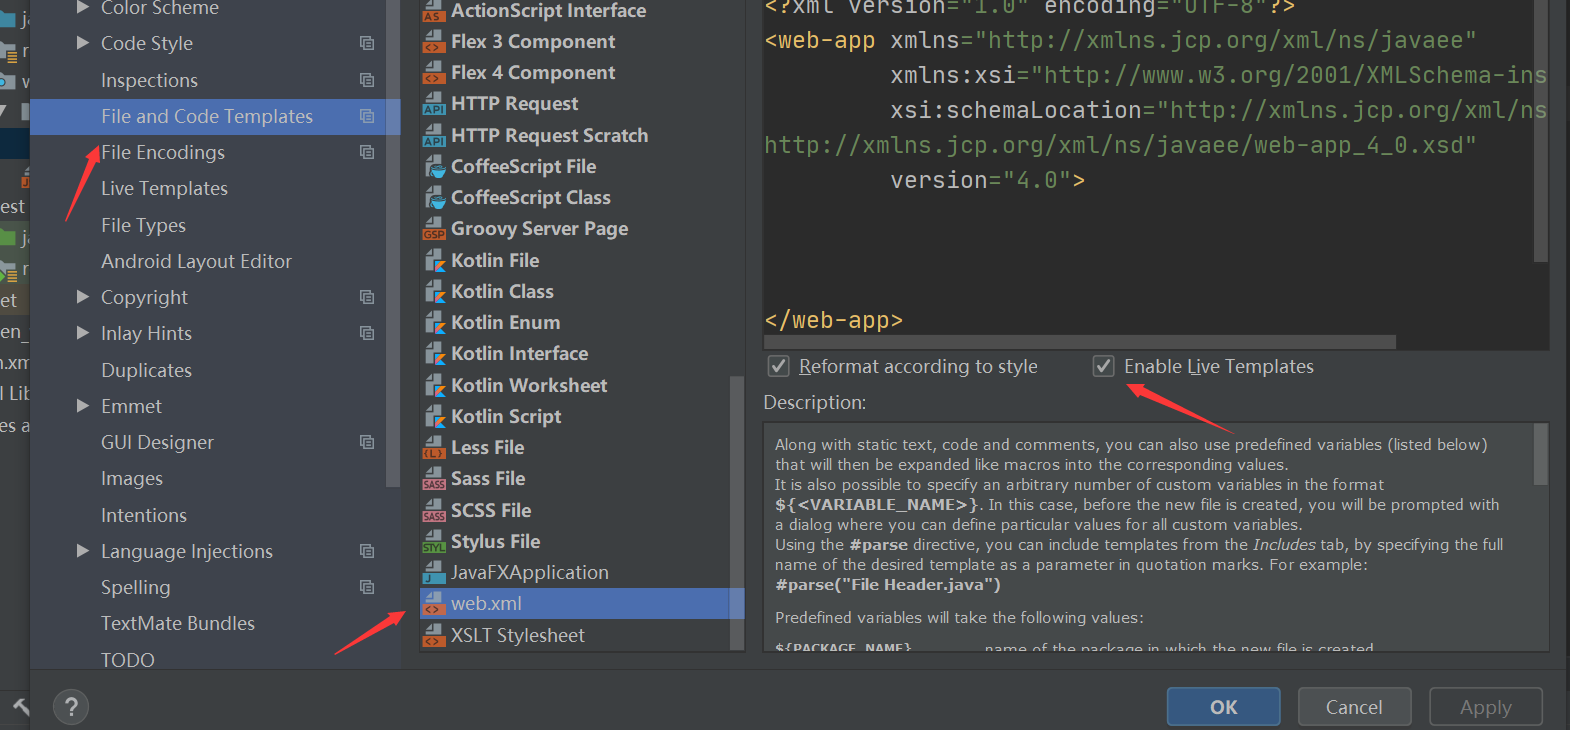 Color Scheme
Code Style
Inspections
File and Code Templates
File Encodings
Live Templates
File Types
Android Layout Editor
Copyright
Inlay Hints
Duplicates
Emmet
GUI Designer
Images
Intentions
Language Injections
Spelling
TextMate Bundles
TODO
ActionScript Interface
Flex 3 Component
Flex 4 Component
HTTP Request
HTTP Request Scratch
CoffeeScript File
CoffeeScript Class
Groovy Server Page
Kotlin File
Kotlin Class
Kotlin Enum
Kotlin Interface
Kotlin Worksheet
Kotlin Script
Less File
Sass File
SCSS File
Stylus File
JavaFXApplication
web.xml
XSLT Stylesheet
<?xml version="1.0" encoding="UTF-8"?>
<web-app xmlns="http://xmlns.jcp.org/xml/ns/javaee"
xmlns:xsi="http://www.w3.org/2001/XMLSchema-ins
xsi:schemaLocation="http://xmlns.jcp.org/xml/ns
http://xmlns.jcp.org/xml/ns/javaee/web-app_4_0.xsd"
version="4.0">
</web-app>
Reformat according to style
Enable Live Templates
Description:
Along with static text, code and comments, you can also use predefined variables (listed below)
that will then be expanded like macros into the corresponding values.
It is also possible to specify an arbitrary number of custom variables in the format
${<VARIABLE_NAME>}. In this case, before the new file is created, you will be prompted with
a dialog where you can define particular values for all custom variables.
Using the #parse directive, you can include templates from the Includes tab, by specifying the full
name of the desired template as a parameter in quotation marks. For example:
#parse("File Header.java")
Predefined variables will take the following values:
${PACKAGE_NAME} name of the package in which the new file is created
?
OK
Cancel
Apply